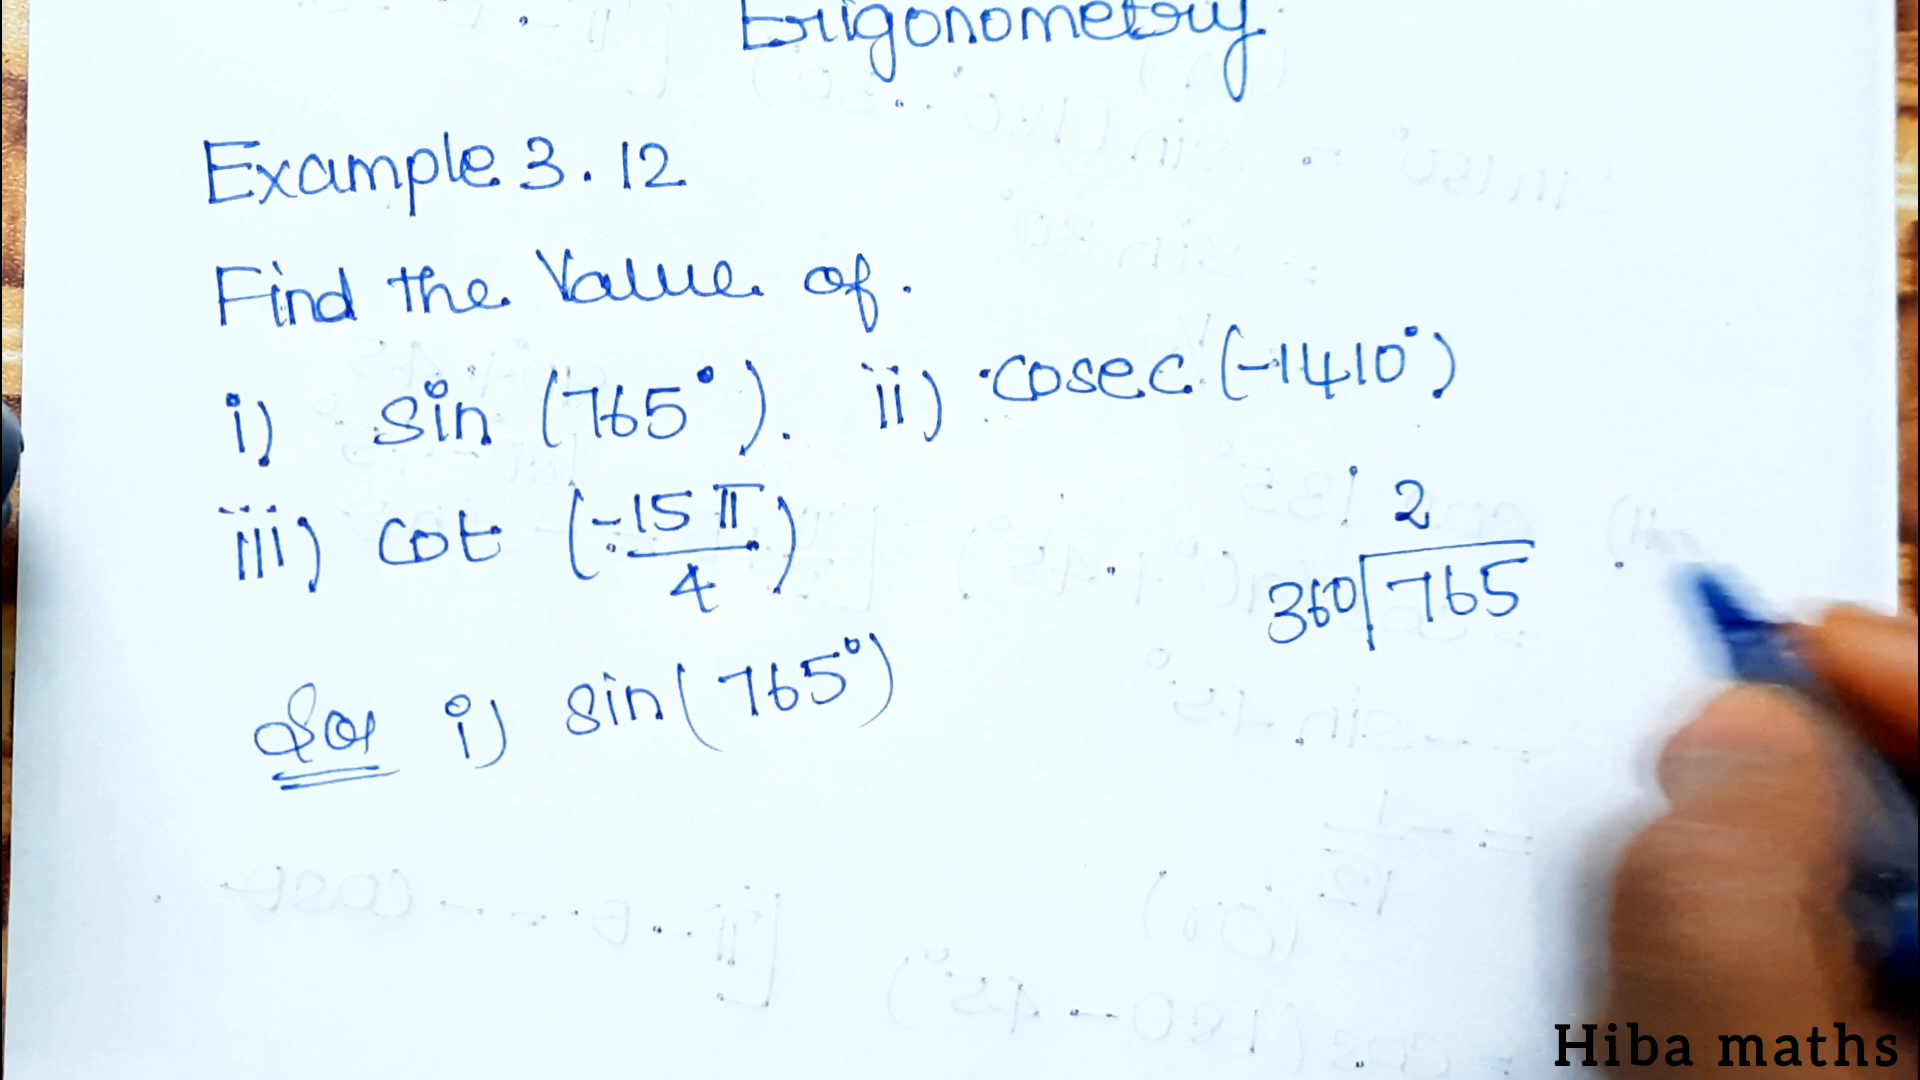 Trigonometry
Example 3.12
Find the Value of.
i) sin (765°). ii) cosec (-1410°)
iii) cot (-15π/4)
2
360 765
Sol i) sin(765°)
Hiba maths